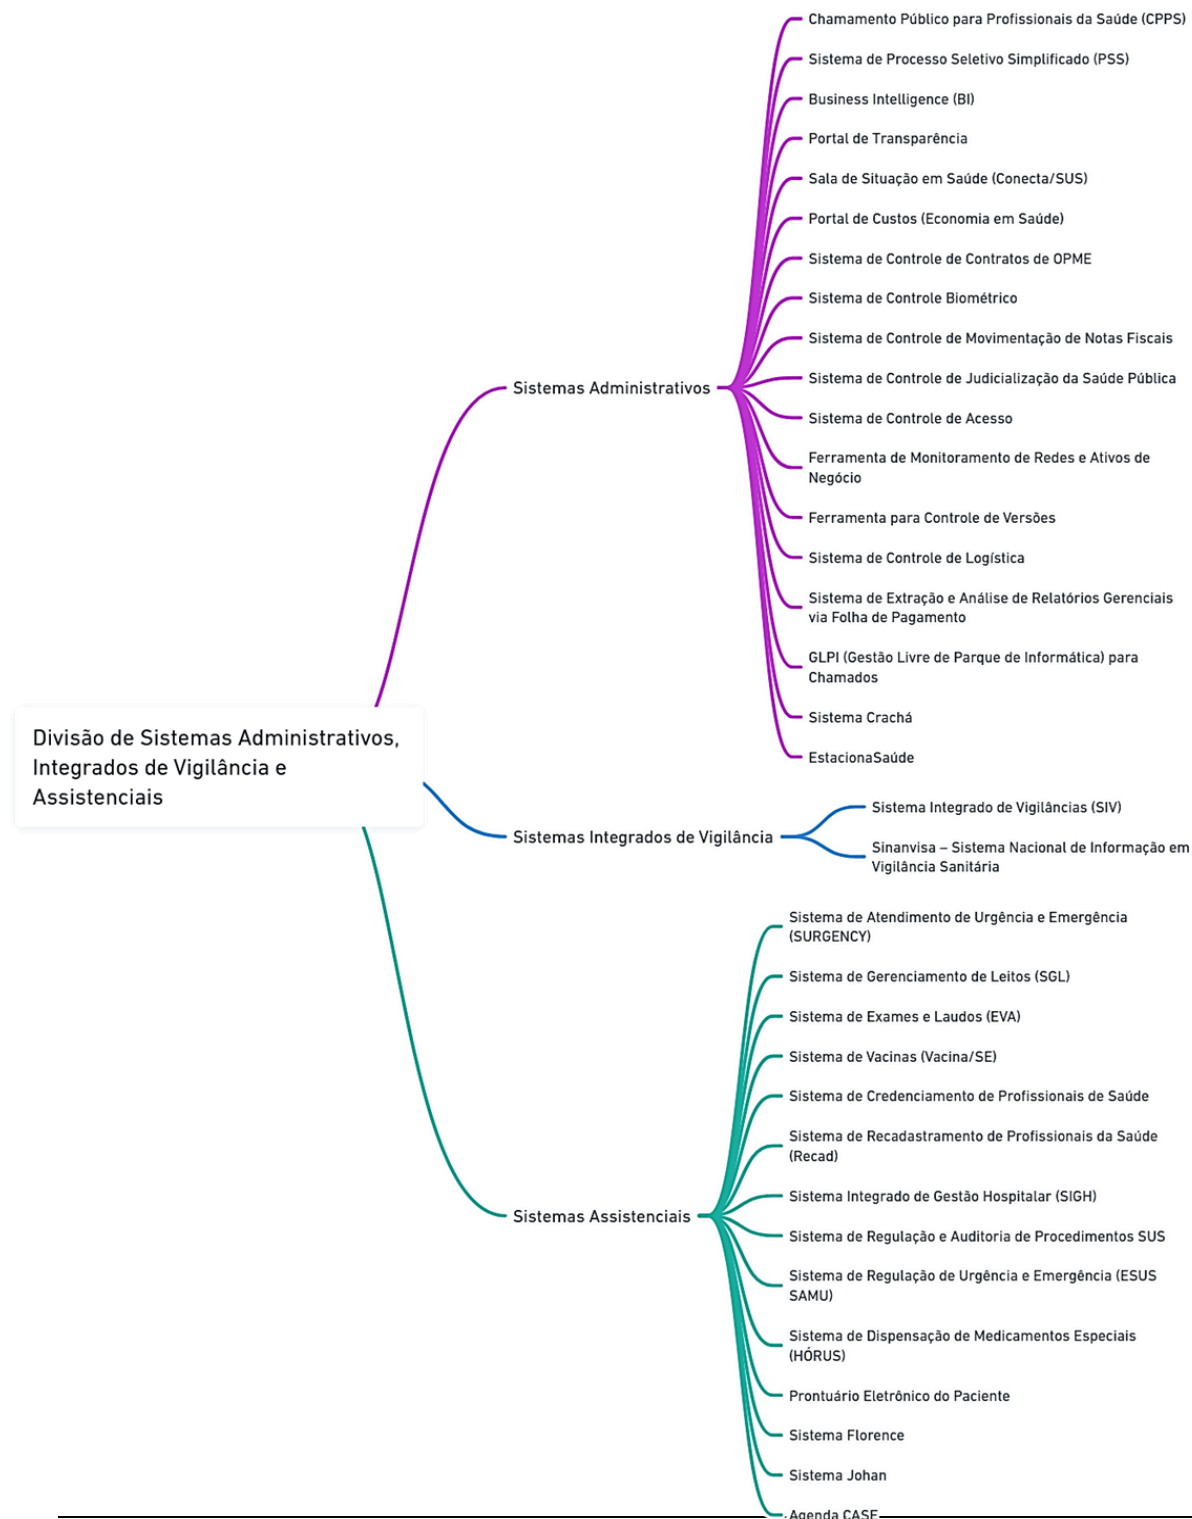 Chamamento Público para Profissionais da Saúde (CPPS)
Sistema de Processo Seletivo Simplificado (PSS)
Business Intelligence (BI)
Portal de Transparência
Sala de Situação em Saúde (Conecta/SUS)
Portal de Custos (Economia em Saúde)
Sistema de Controle de Contratos de OPME
Sistema de Controle Biométrico
Sistema de Controle de Movimentação de Notas Fiscais
Sistema de Controle de Judicialização da Saúde Pública
Sistemas Administrativos
Sistema de Controle de Acesso
Ferramenta de Monitoramento de Redes e Ativos de
Negócio
Ferramenta para Controle de Versões
Sistema de Controle de Logística
Sistema de Extração e Análise de Relatórios Gerenciais
via Folha de Pagamento
GLPI (Gestão Livre de Parque de Informática) para
Chamados
Sistema Crachá
EstacionaSaúde
Divisão de Sistemas Administrativos,
Integrados de Vigilância e
Assistenciais
Sistemas Integrados de Vigilância
Sistema Integrado de Vigilâncias (SIV)
Sinanvisa – Sistema Nacional de Informação em
Vigilância Sanitária
Sistema de Atendimento de Urgência e Emergência
(SURGENCY)
Sistema de Gerenciamento de Leitos (SGL)
Sistema de Exames e Laudos (EVA)
Sistema de Vacinas (Vacina/SE)
Sistema de Credenciamento de Profissionais de Saúde
Sistema de Recadastramento de Profissionais da Saúde
(Recad)
Sistema Integrado de Gestão Hospitalar (SIGH)
Sistemas Assistenciais
Sistema de Regulação e Auditoria de Procedimentos SUS
Sistema de Regulação de Urgência e Emergência (ESUS
SAMU)
Sistema de Dispensação de Medicamentos Especiais
(HÓRUS)
Prontuário Eletrônico do Paciente
Sistema Florence
Sistema Johan
Agenda CASE